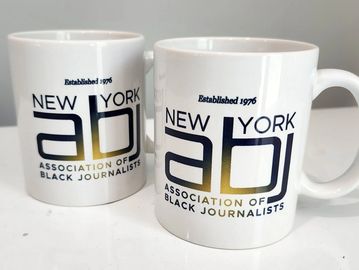 Established 1976
NEW YORK
abj
ASSOCIATION OF
BLACK JOURNALISTS
Established 1976
NEW YORK
abj
ASSOCIATION OF
BLACK JOURNALISTS